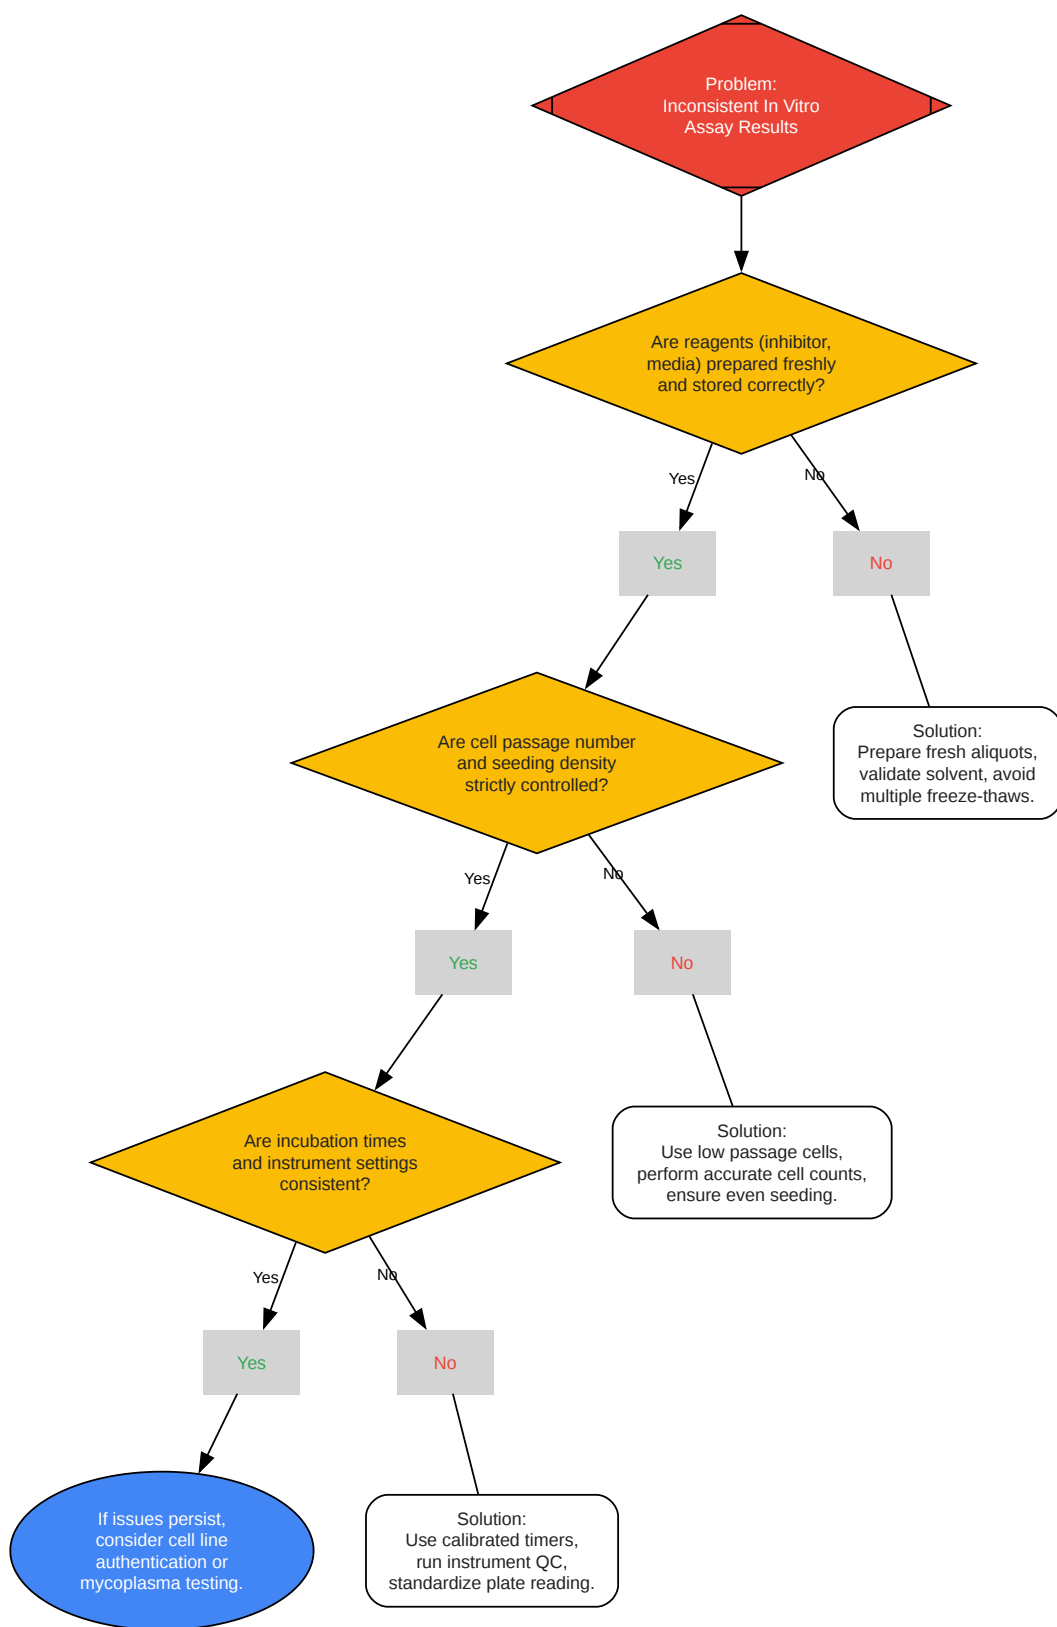 Problem:
Inconsistent In Vitro
Assay Results
Are reagents (inhibitor,
media) prepared freshly
and stored correctly?
Yes
No
Yes
No
Solution:
Prepare fresh aliquots,
validate solvent, avoid
multiple freeze-thaws.
Are cell passage number
and seeding density
strictly controlled?
Yes
No
Yes
No
Solution:
Use low passage cells,
perform accurate cell counts,
ensure even seeding.
Are incubation times
and instrument settings
consistent?
Yes
No
Yes
No
If issues persist,
consider cell line
authentication or
mycoplasma testing.
Solution:
Use calibrated timers,
run instrument QC,
standardize plate reading.